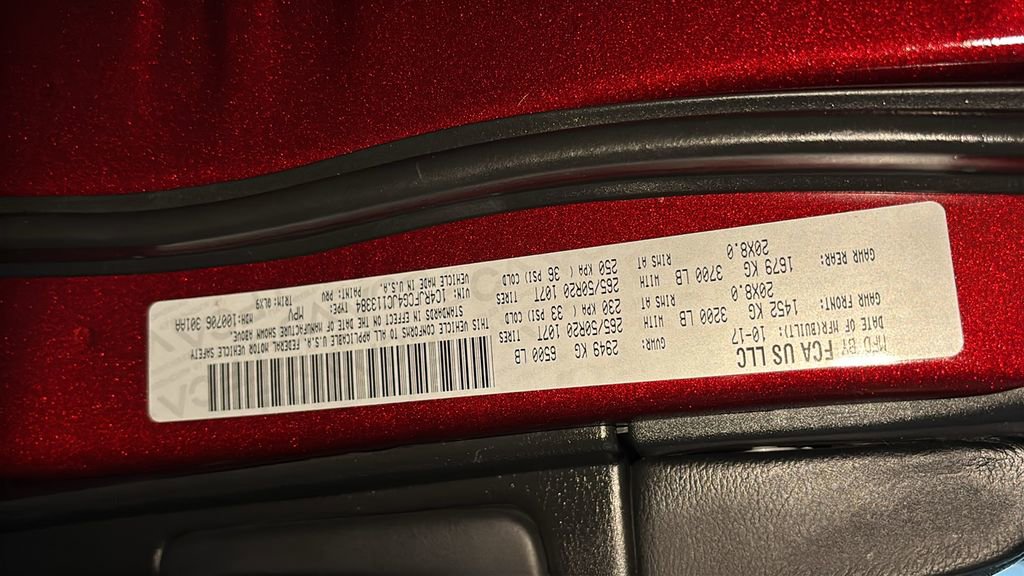 MFD BY FCA US LLC
DATE OF MFR(BUILT): 10-17 GVWR: 2949 KG 6500 LB
1452 KG 3200 LB WITH 265/50R20 107T TIRES
20X8.0 RIMS AT 230 KPA ( 33 PSI) COLD
GAWR REAR:
1679 KG 3700 LB WITH 265/50R20 107T TIRES
20X8.0 RIMS AT 250 KPA ( 36 PSI) COLD
THIS VEHICLE CONFORMS TO ALL APPLICABLE U.S.A. FEDERAL MOTOR VEHICLE SAFETY
STANDARDS IN EFFECT ON THE DATE OF MANUFACTURE SHOWN ABOVE.
VIN: 1C4RJFCG4JC113394 TYPE: MPV MDH: 100706 301AA
VEHICLE MADE IN U.S.A. PAINT: PRV TRIM: